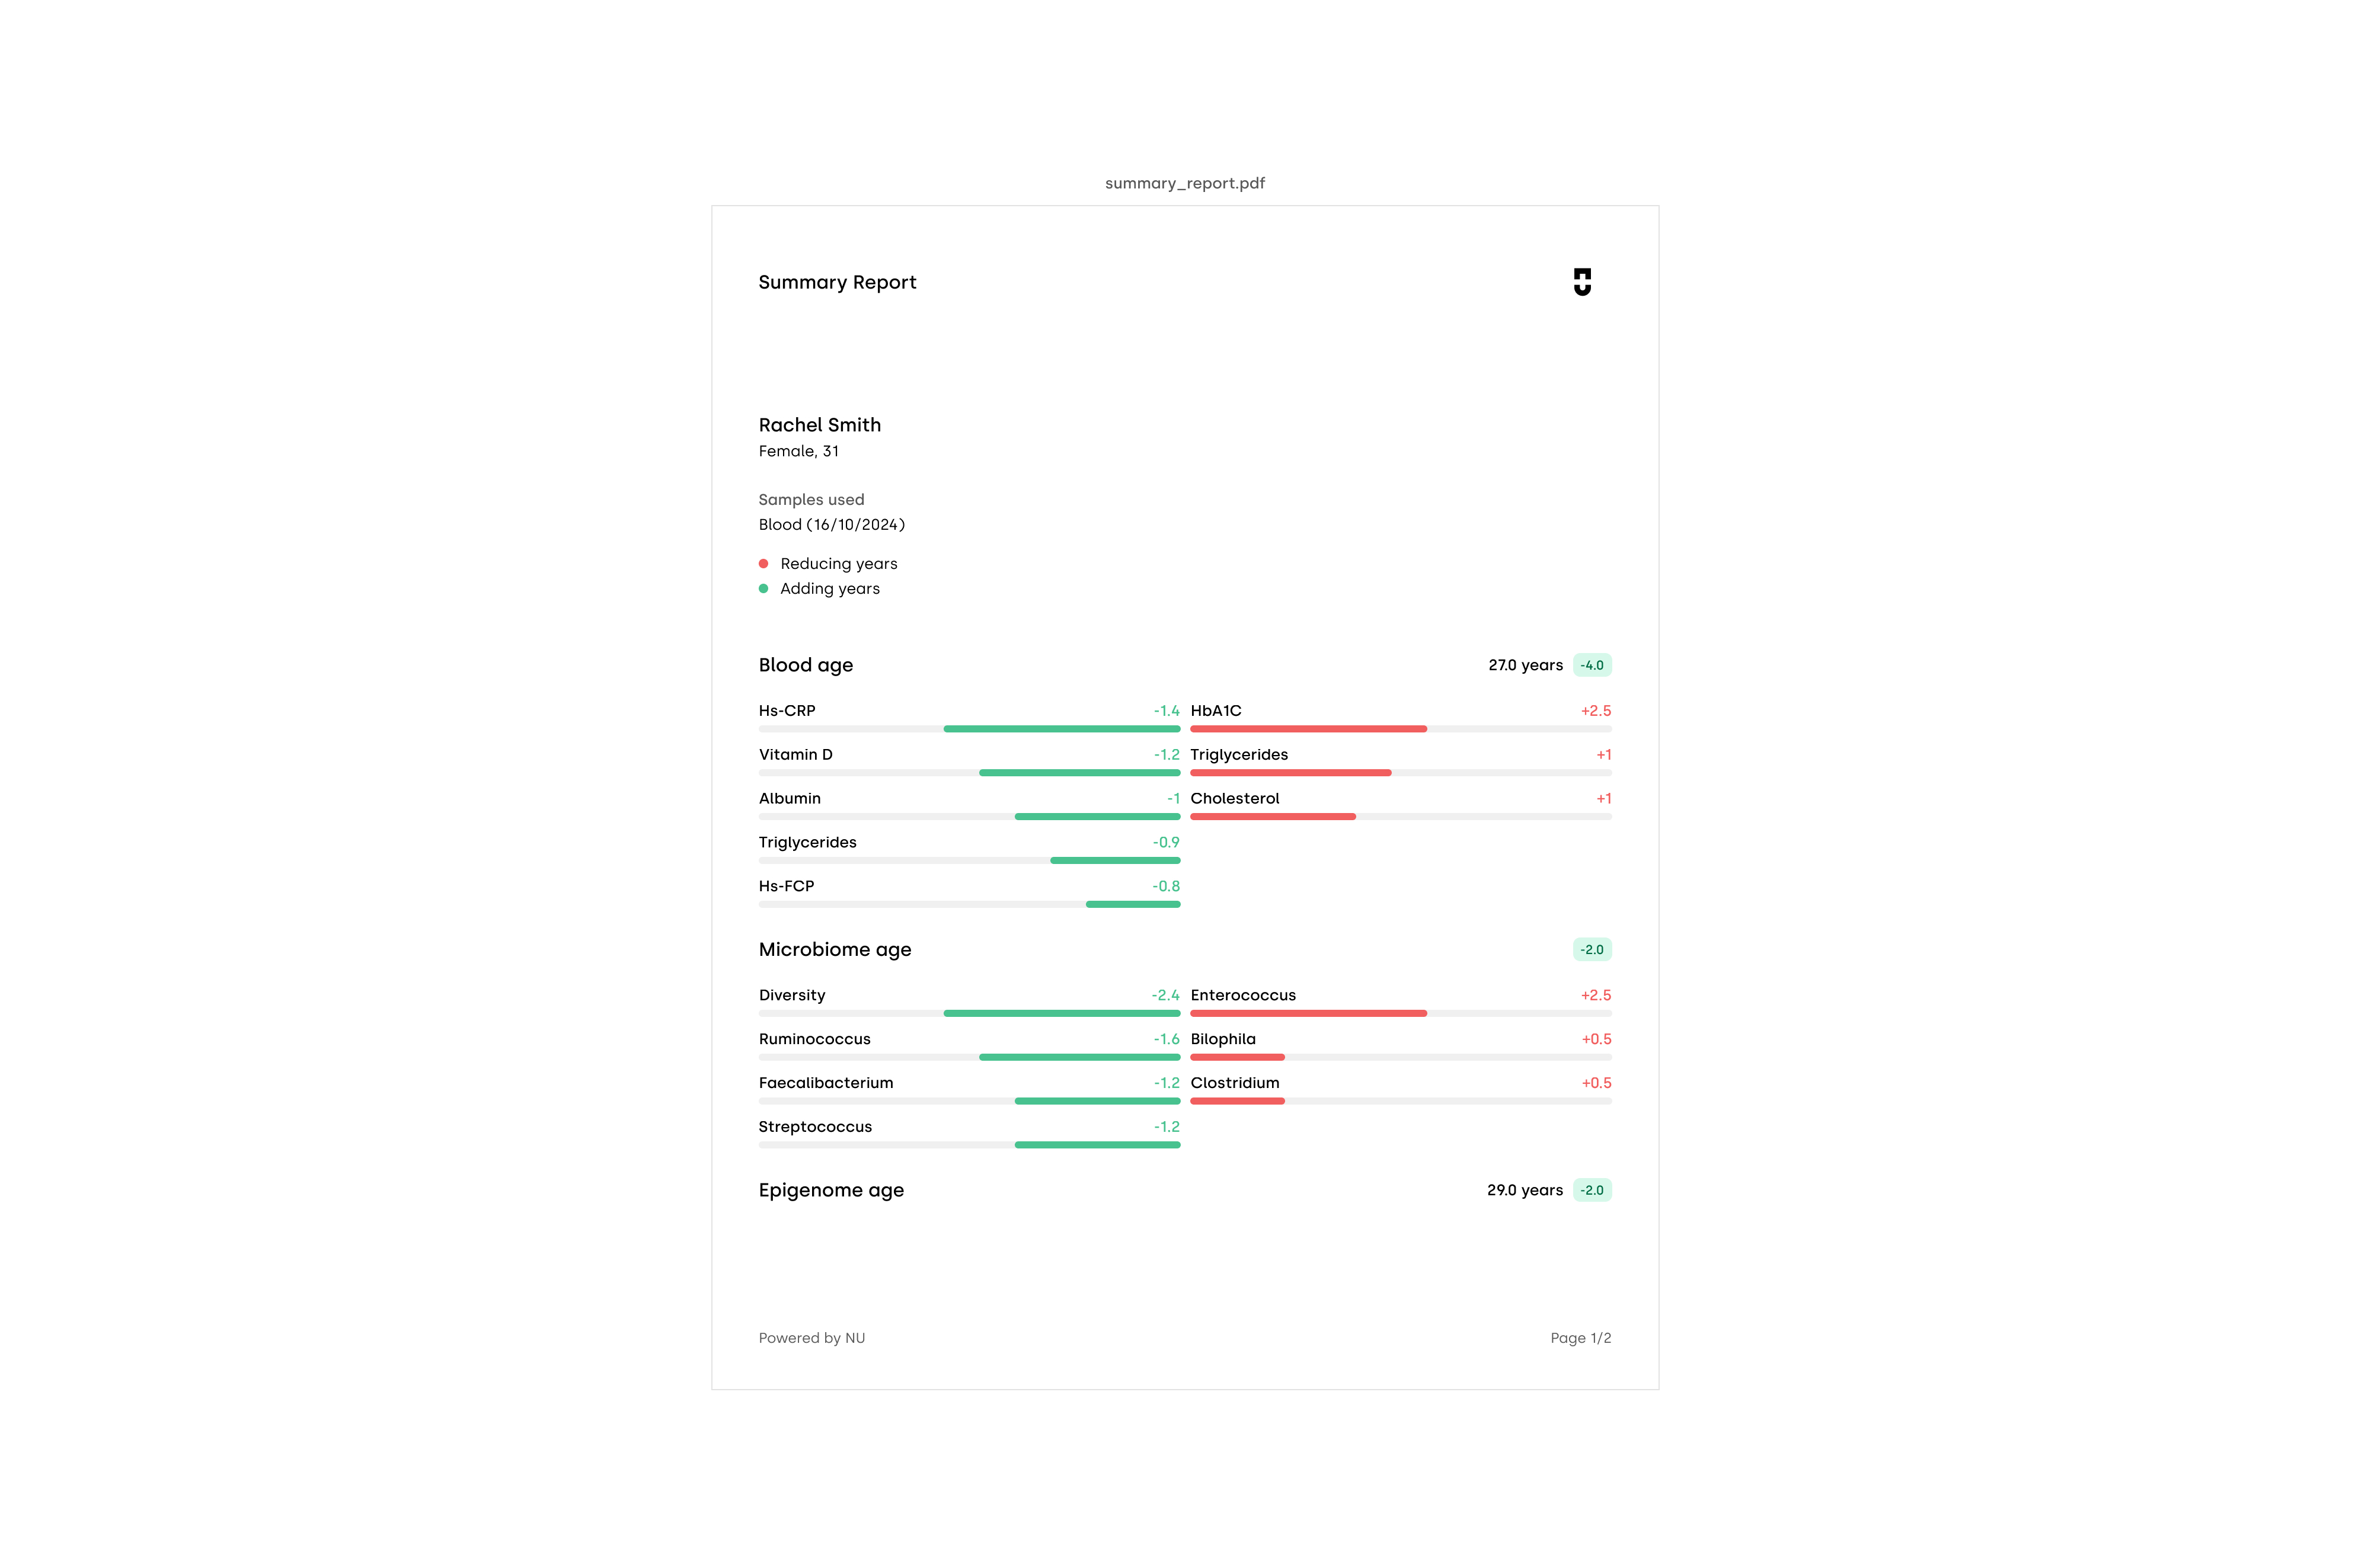 summary_report.pdf
Summary Report
Rachel Smith
Female, 31
Samples used
Blood (16/10/2024)
Reducing years
Adding years
Blood age 27.0 years -4.0
Hs-CRP -1.4 HbA1C +2.5
Vitamin D -1.2 Triglycerides +1
Albumin -1 Cholesterol +1
Triglycerides -0.9
Hs-FCP -0.8
Microbiome age -2.0
Diversity -2.4 Enterococcus +2.5
Ruminococcus -1.6 Bilophila +0.5
Faecalibacterium -1.2 Clostridium +0.5
Streptococcus -1.2
Epigenome age 29.0 years -2.0
Powered by NU Page 1/2